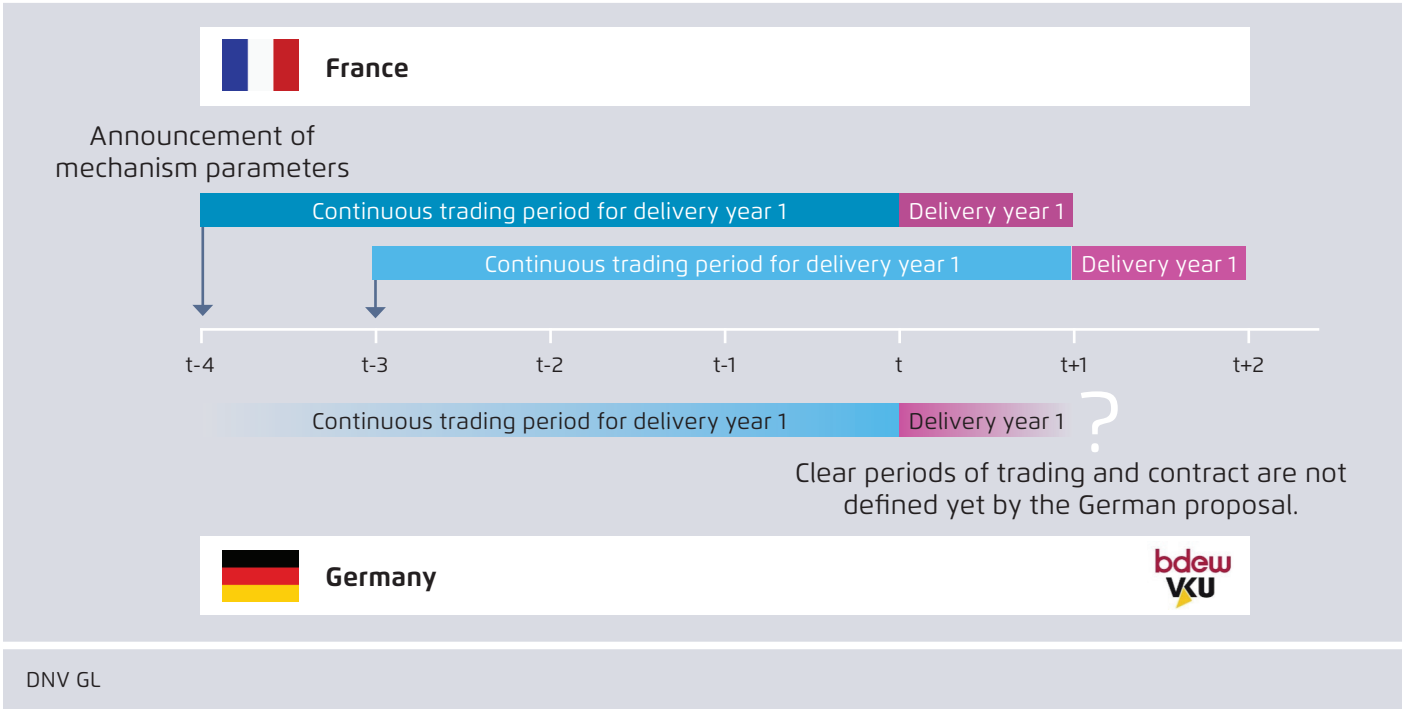 France
Announcement of
mechanism parameters
Continuous trading period for delivery year 1
Delivery year 1
Continuous trading period for delivery year 1
Delivery year 1
t-4
t-3
t-2
t-1
t
t+1
t+2
Continuous trading period for delivery year 1
Delivery year 1
?
Clear periods of trading and contract are not
defined yet by the German proposal.
Germany
bdew
VKU
DNV GL